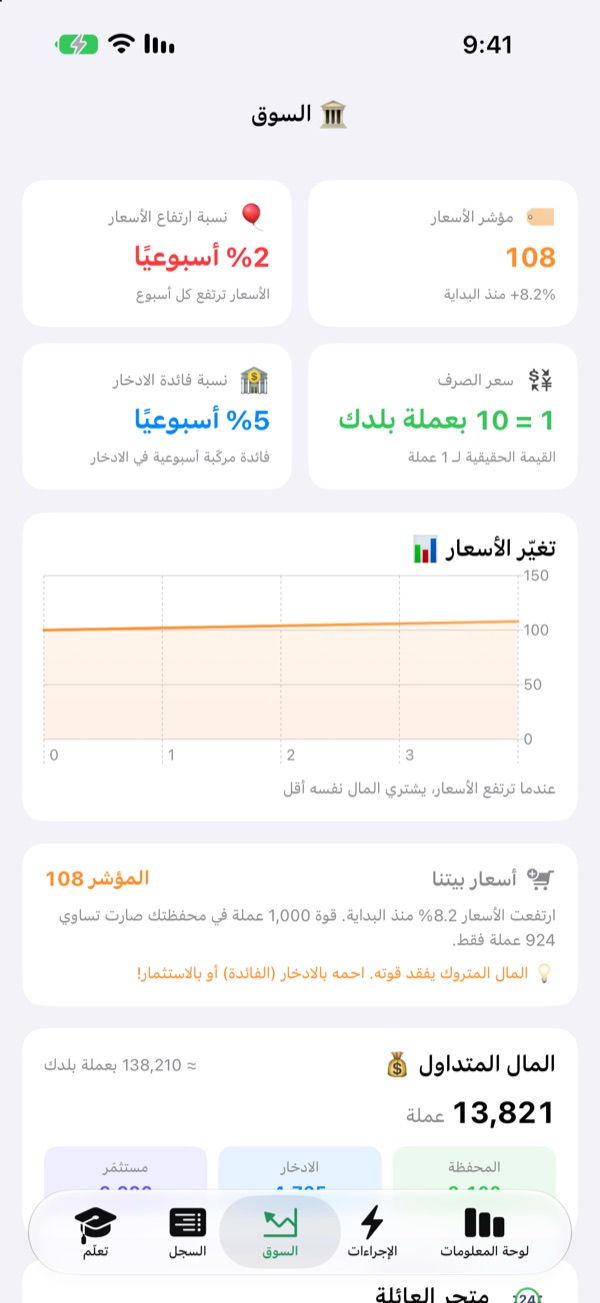 9:41
السوق
مؤشر الأسعار
108
+8.2% منذ البداية
نسبة ارتفاع الأسعار
2% أسبوعيًا
الأسعار ترتفع كل أسبوع
سعر الصرف
1 = 10 بعملة بلدك
القيمة الحقيقية لـ 1 عملة
نسبة فائدة الادخار
5% أسبوعيًا
فائدة مركّبة أسبوعية في الادخار
تغيّر الأسعار
150
100
50
0
0 1 2 3
عندما ترتفع الأسعار، يشتري المال نفسه أقل
أسعار بيتنا
المؤشر 108
ارتفعت الأسعار 8.2% منذ البداية. قوة 1,000 عملة في محفظتك صارت تساوي
924 عملة فقط.
المال المتروك يفقد قوته. احمه بالادخار (الفائدة) أو بالاستثمار!
المال المتداول
≈ 138,210 بعملة بلدك
13,821 عملة
المحفظة
الادخار
مستثمَر
لوحة المعلومات
الإجراءات
السوق
السجل
تعلّم
24
متجر العائلة